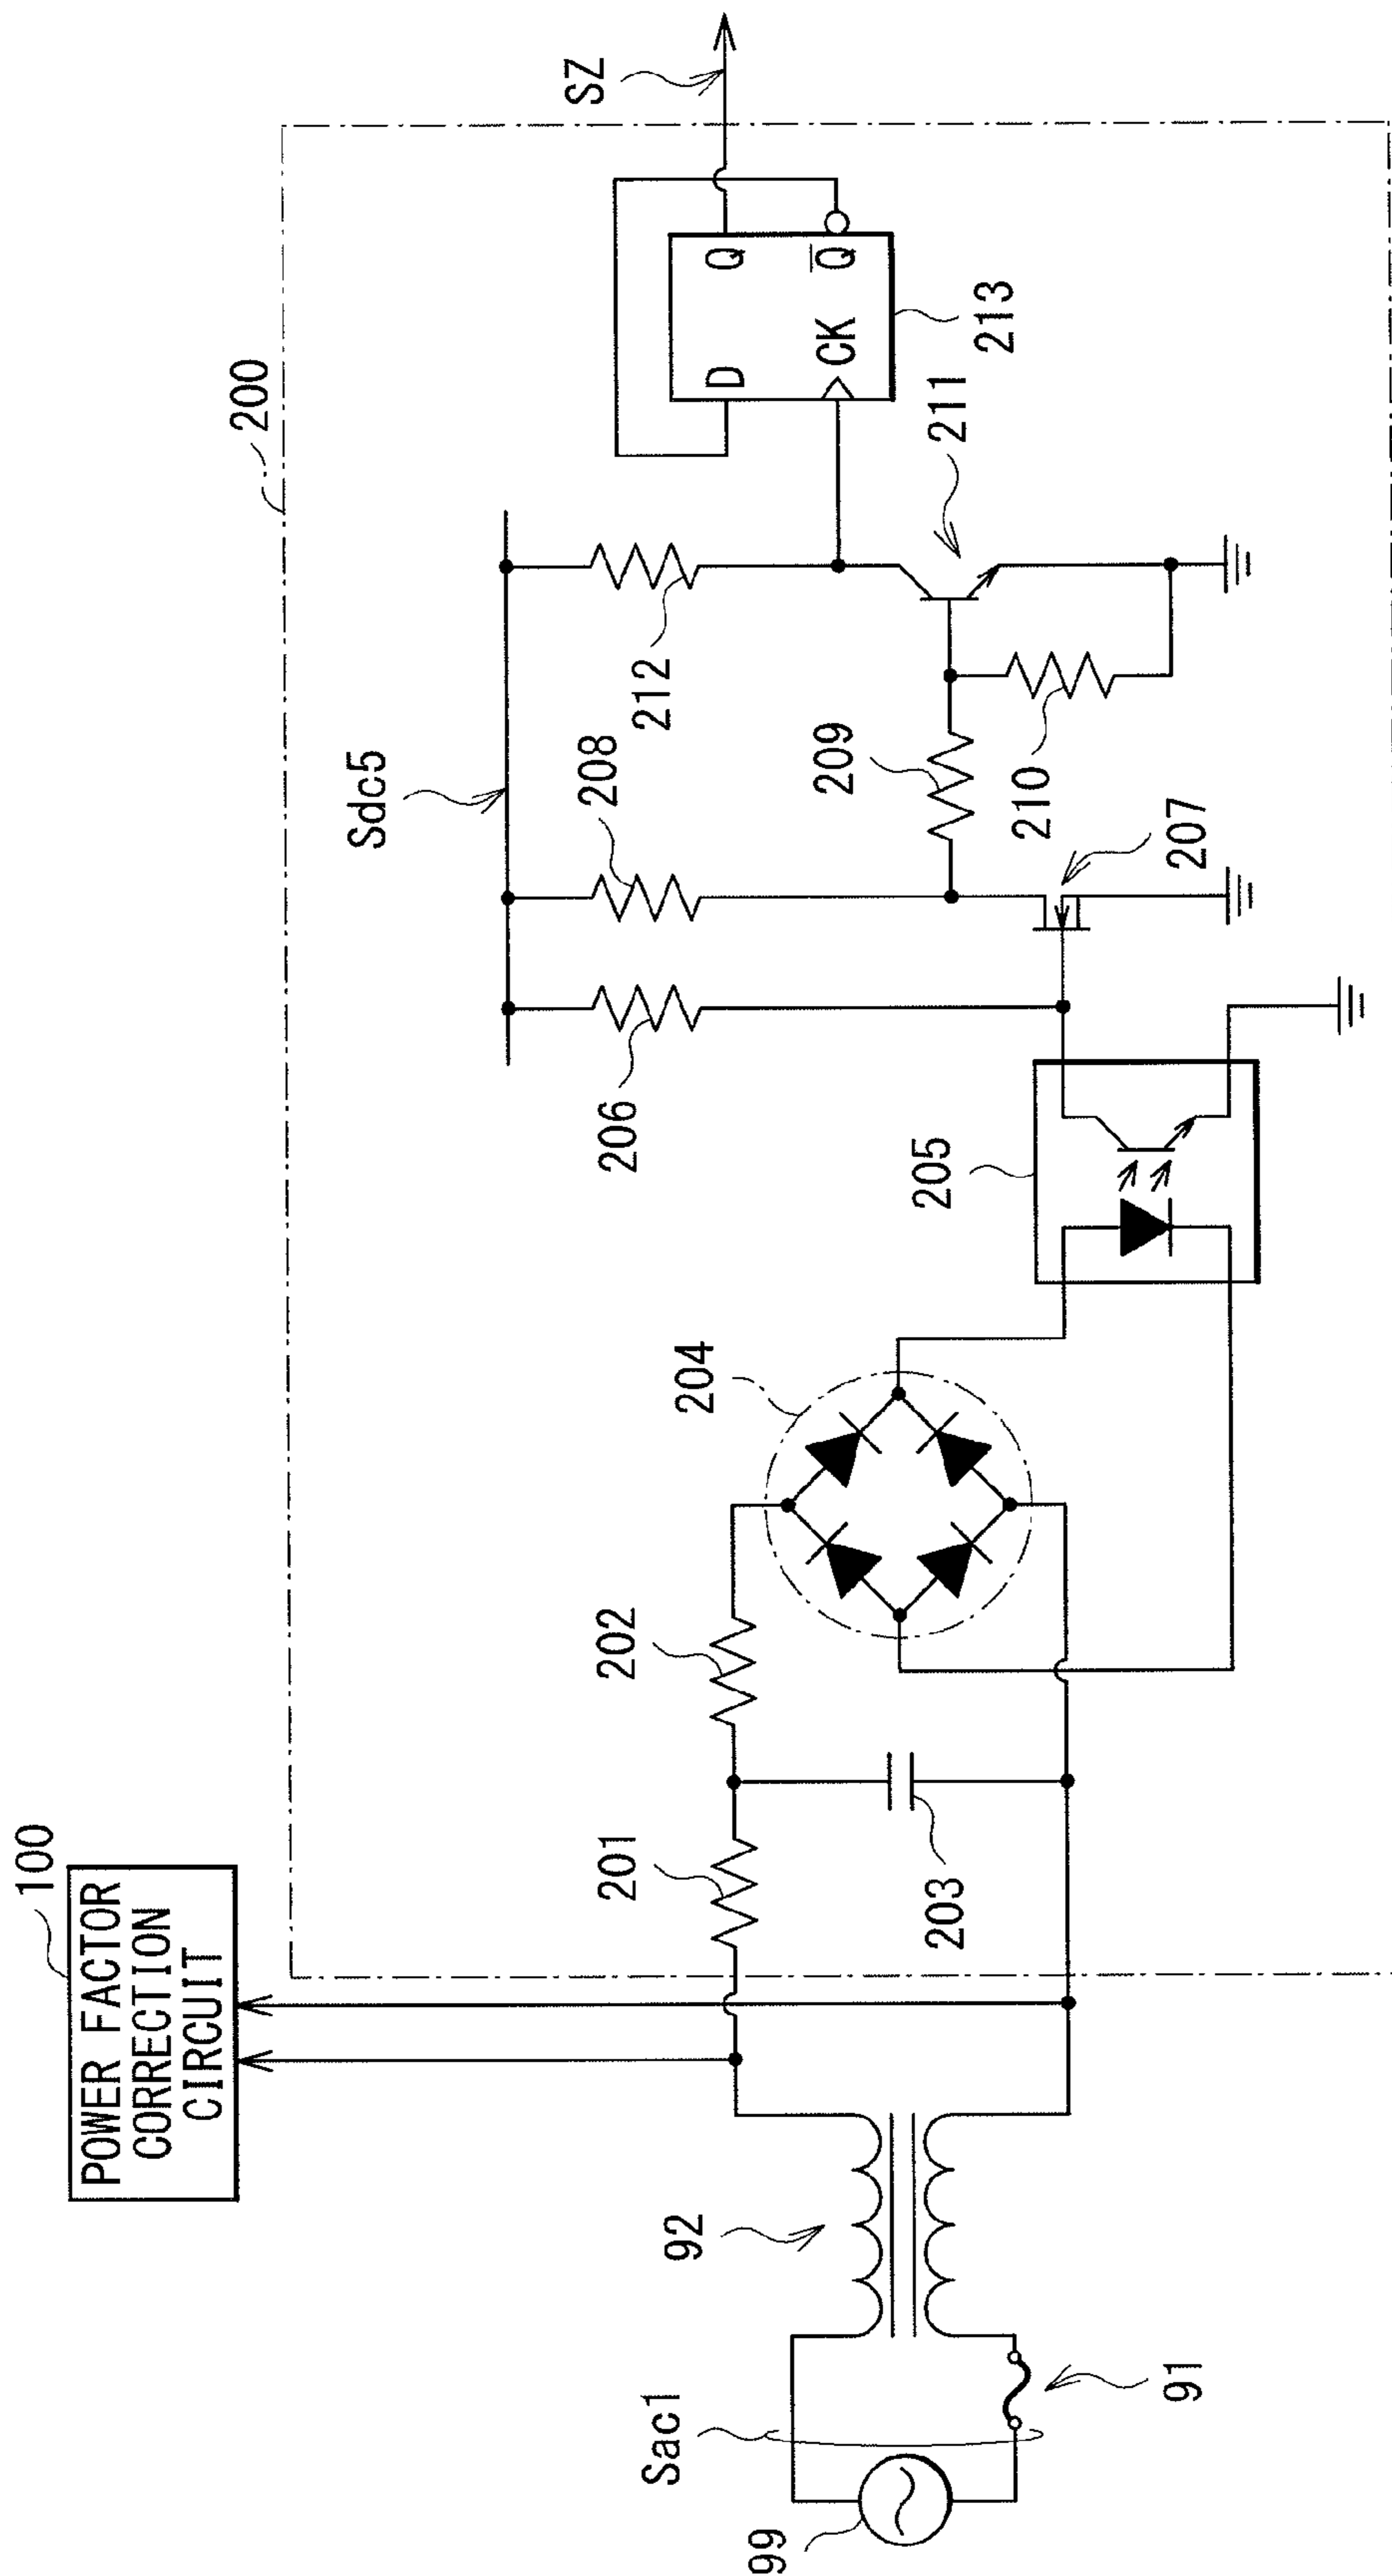 100
POWER FACTOR
CORRECTION
CIRCUIT
200
SZ
Sdc5
D
Q
CK
Q̅
213
212
211
208
209
210
207
206
205
204
202
201
203
92
Sac1
91
99